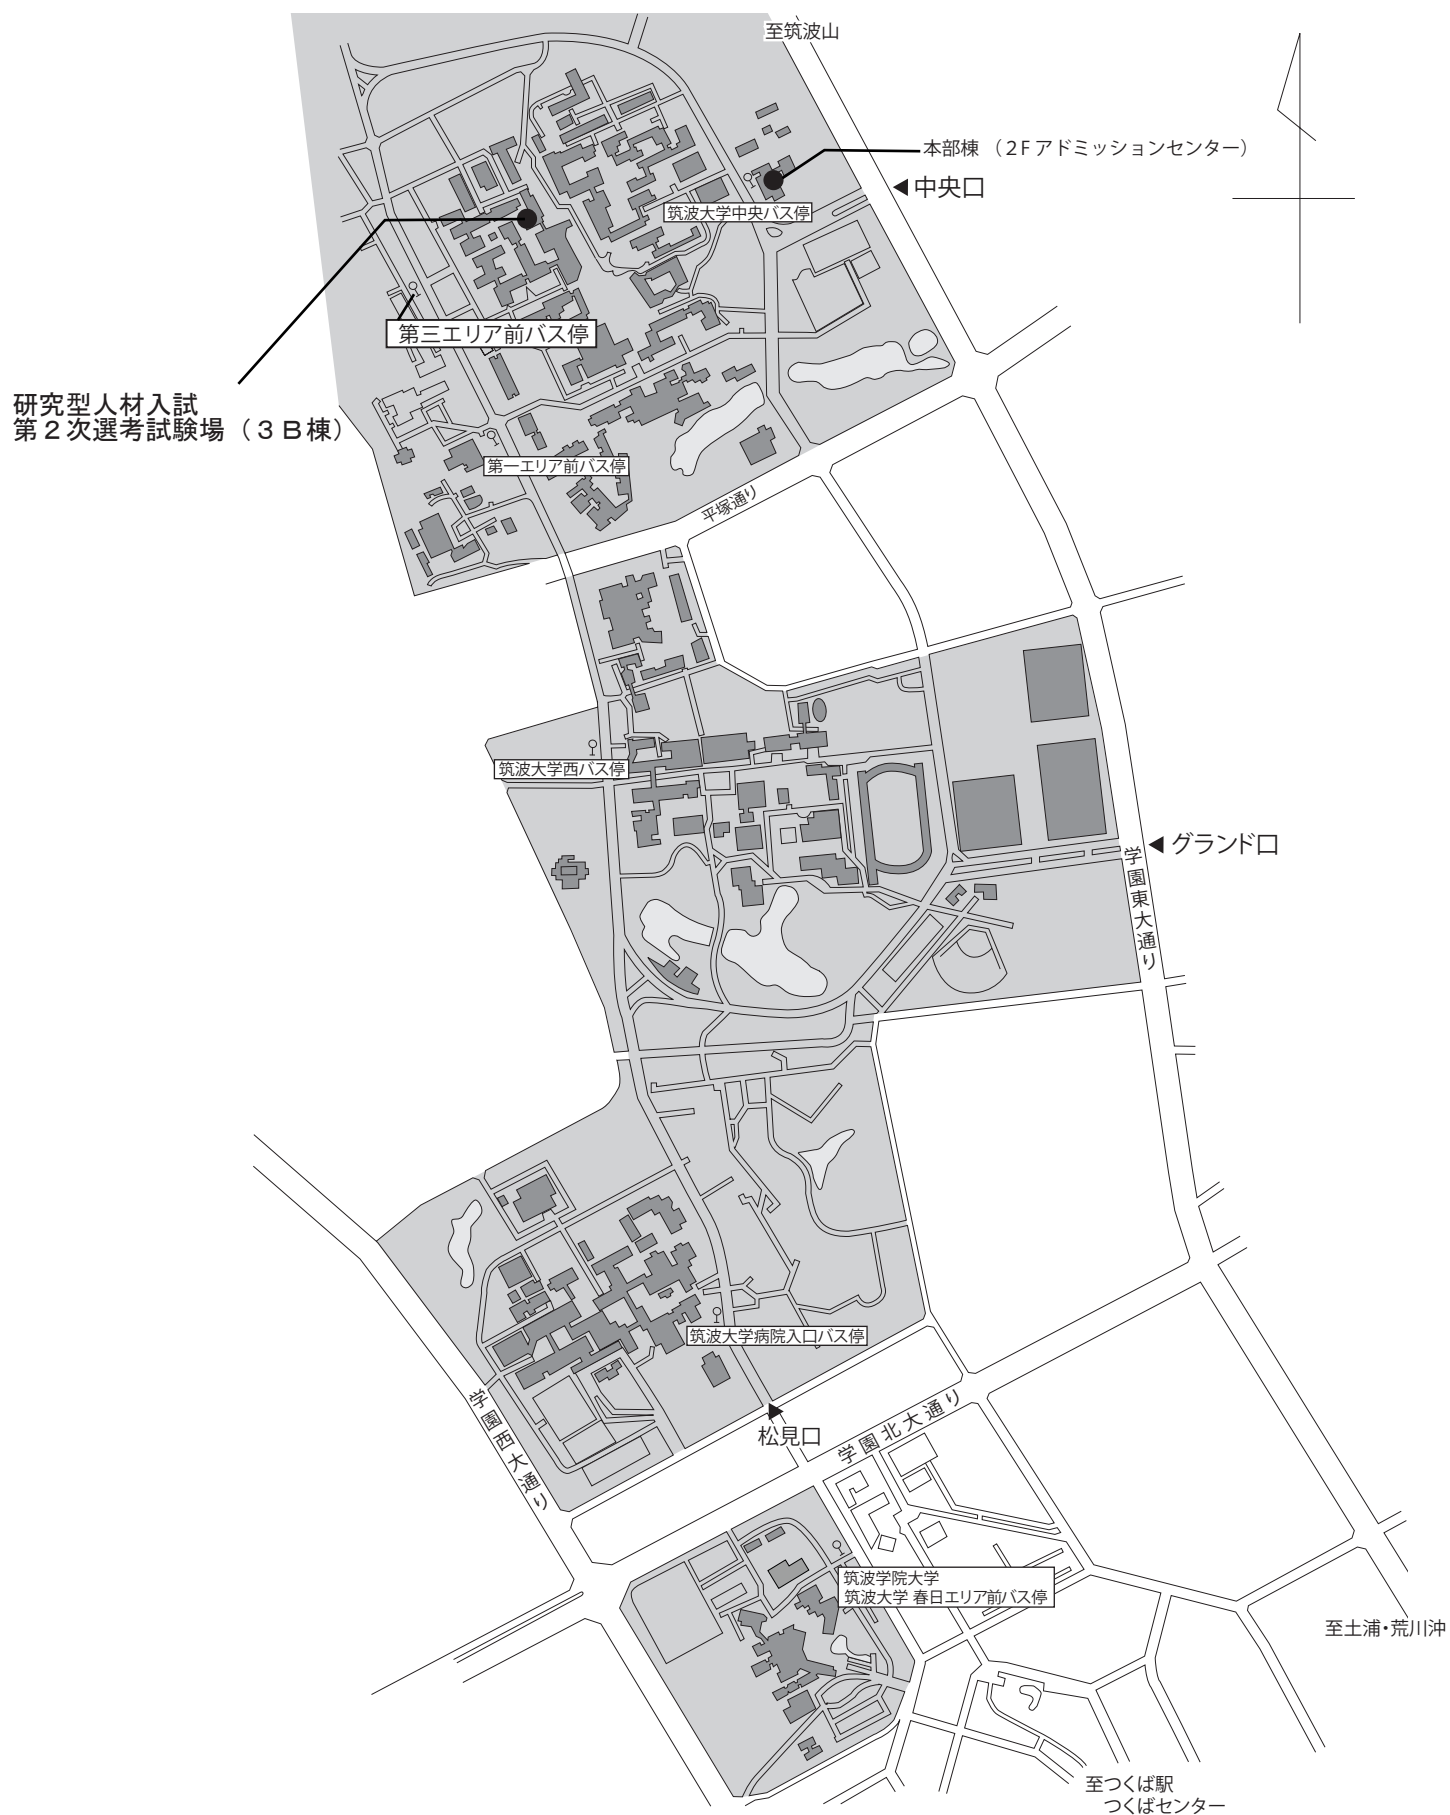 至筑波山
本部棟 (2Fアドミッションセンター)
中央口
筑波大学中央バス停
第三エリア前バス停
研究型人材入試
第2次選考試験場（3B棟）
第一エリア前バス停
平塚通り
筑波大学西バス停
グランド口
学園東大通り
筑波大学病院入口バス停
学園西大通り
松見口
学園北大通り
筑波学院大学
筑波大学 春日エリア前バス停
至土浦・荒川沖
至つくば駅
つくばセンター